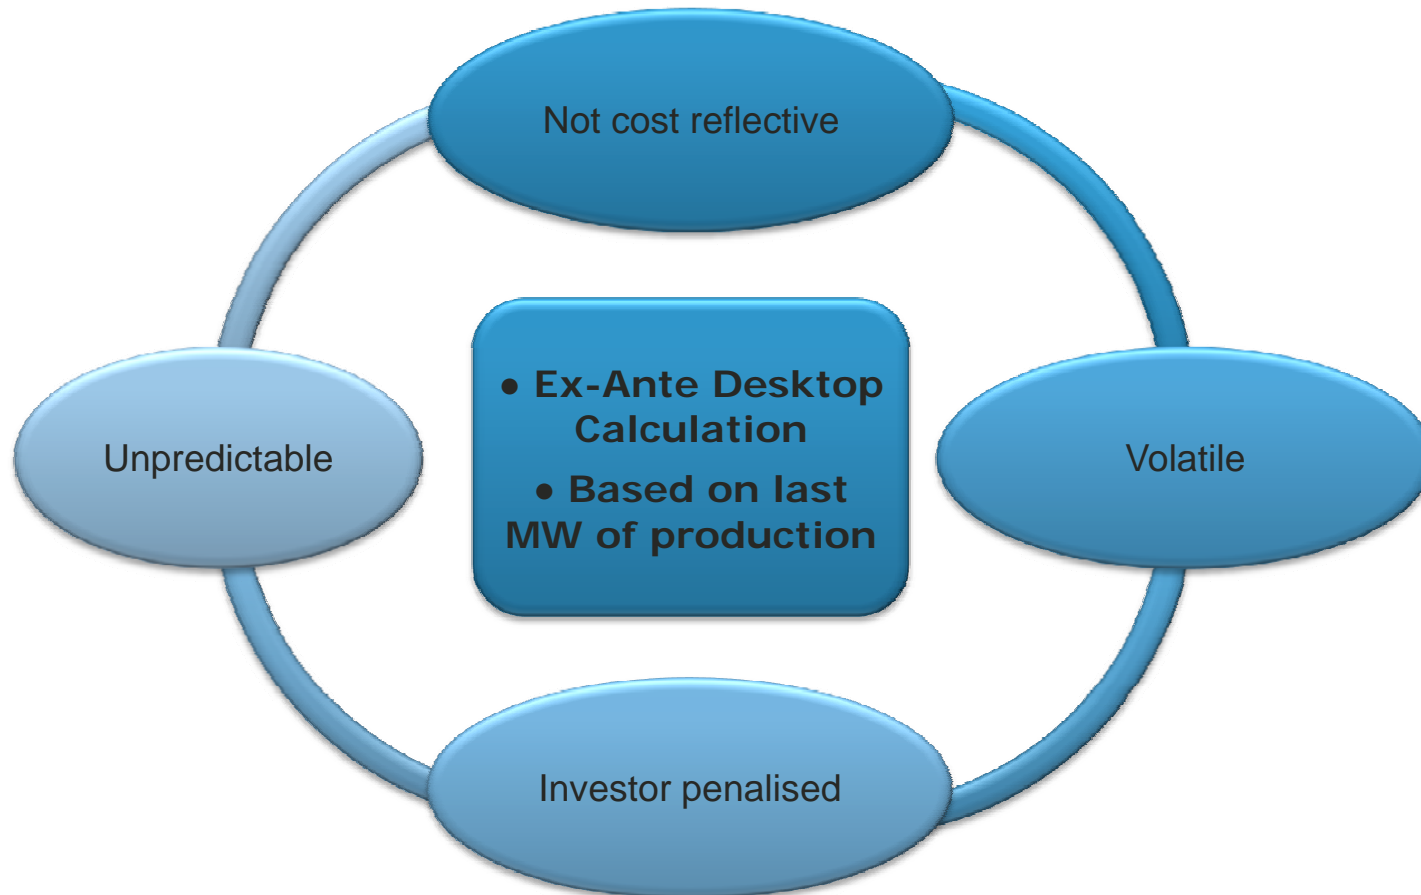 Not cost reflective
● Ex-Ante Desktop
Calculation
● Based on last
MW of production
Unpredictable
Volatile
Investor penalised